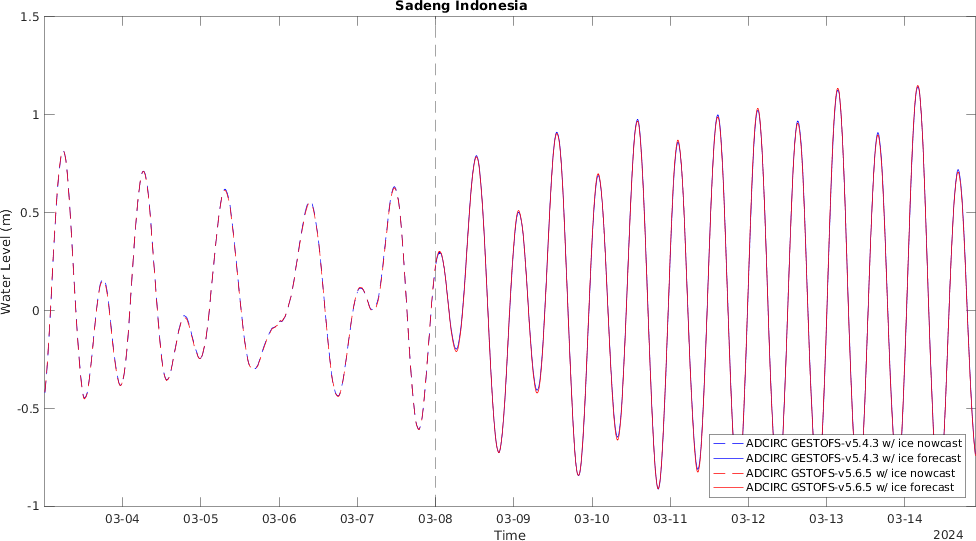 Sadeng Indonesia
1.5
1
0.5
0
-0.5
-1
Water Level (m)
ADCIRC GESTOFS-v5.4.3 w/ ice nowcast
ADCIRC GESTOFS-v5.4.3 w/ ice forecast
ADCIRC GSTOFS-v5.6.5 w/ ice nowcast
ADCIRC GSTOFS-v5.6.5 w/ ice forecast
03-04 03-05 03-06 03-07 03-08 03-09 03-10 03-11 03-12 03-13 03-14
Time
2024